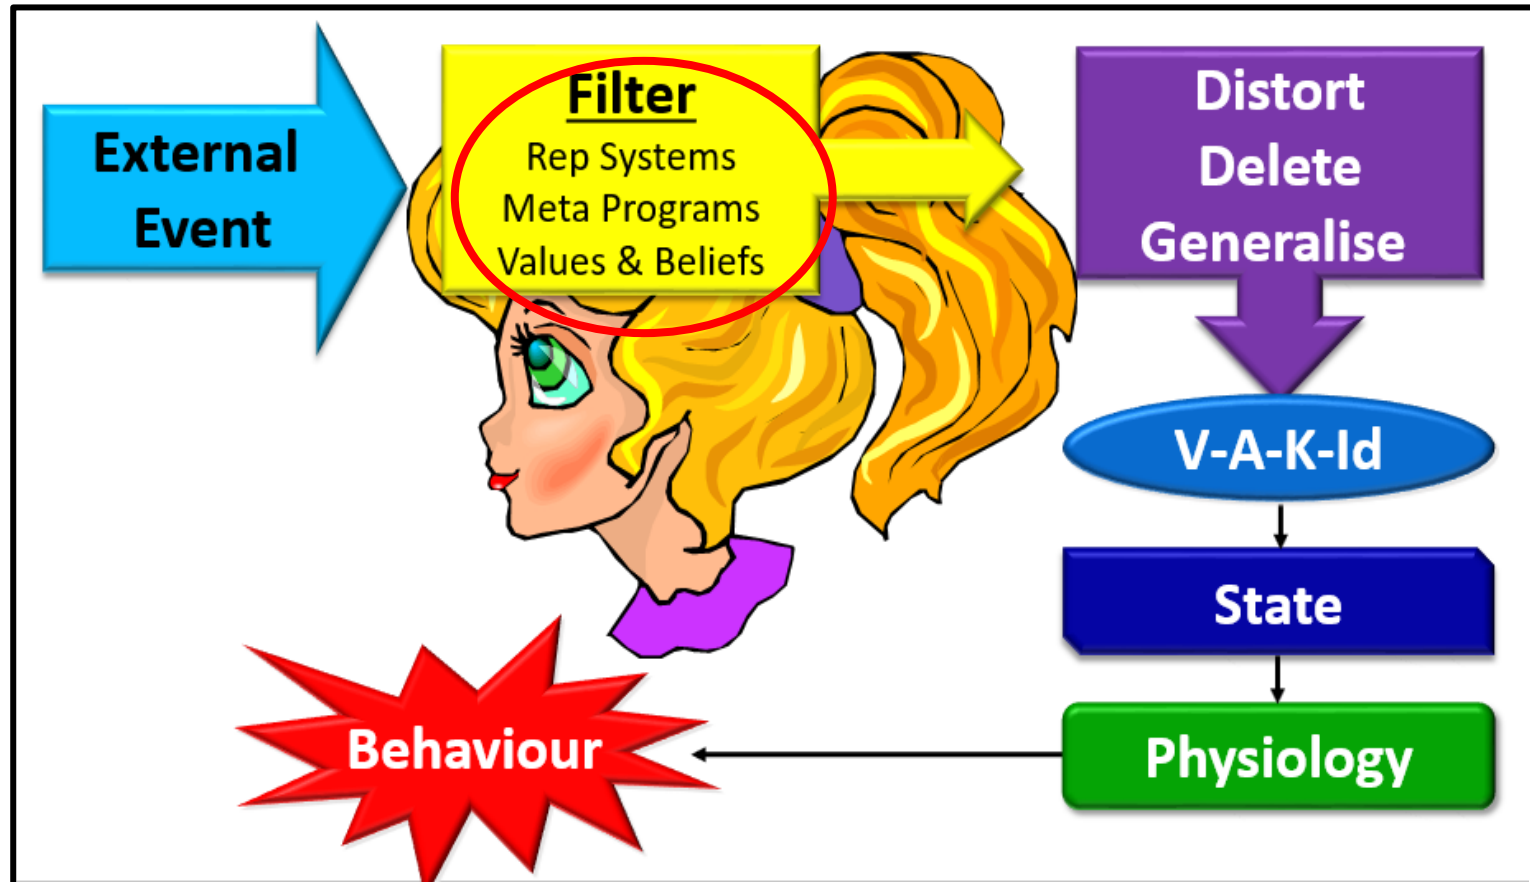 External
Event
Filter
Rep Systems
Meta Programs
Values & Beliefs
Distort
Delete
Generalise
V-A-K-Id
State
Physiology
Behaviour